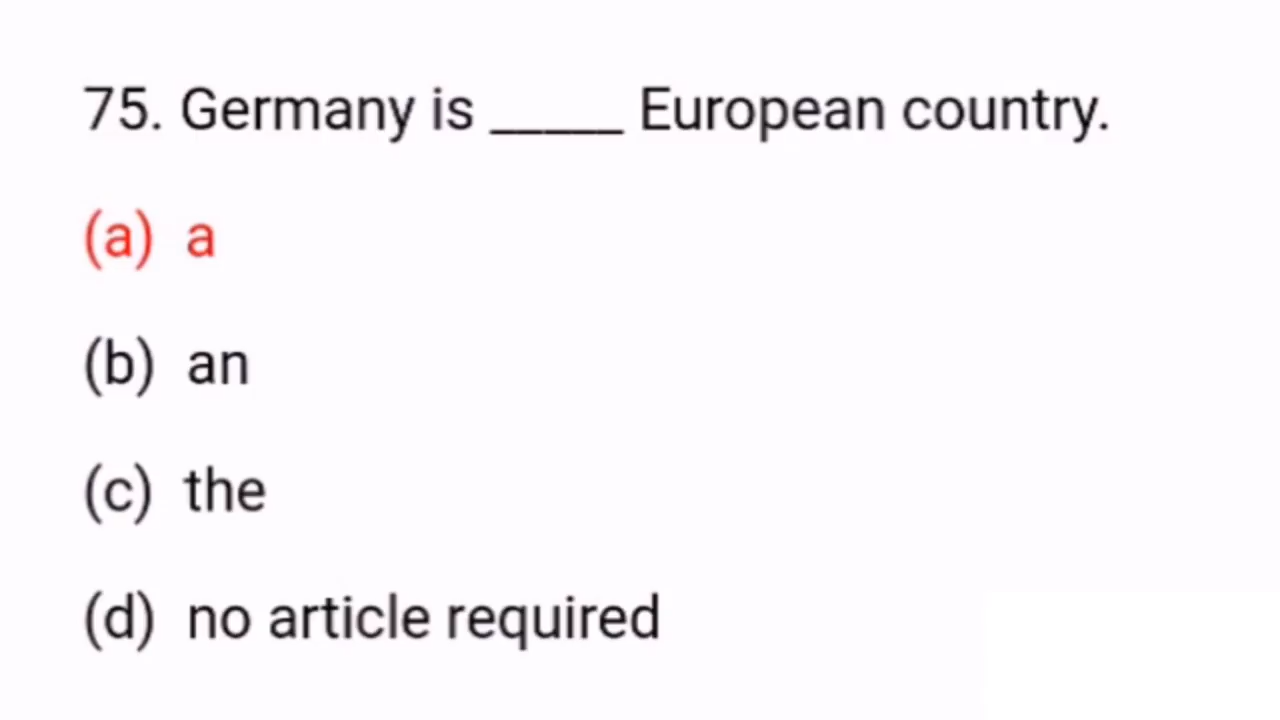 75. Germany is _____ European country.
(a) a
(b) an
(c) the
(d) no article required